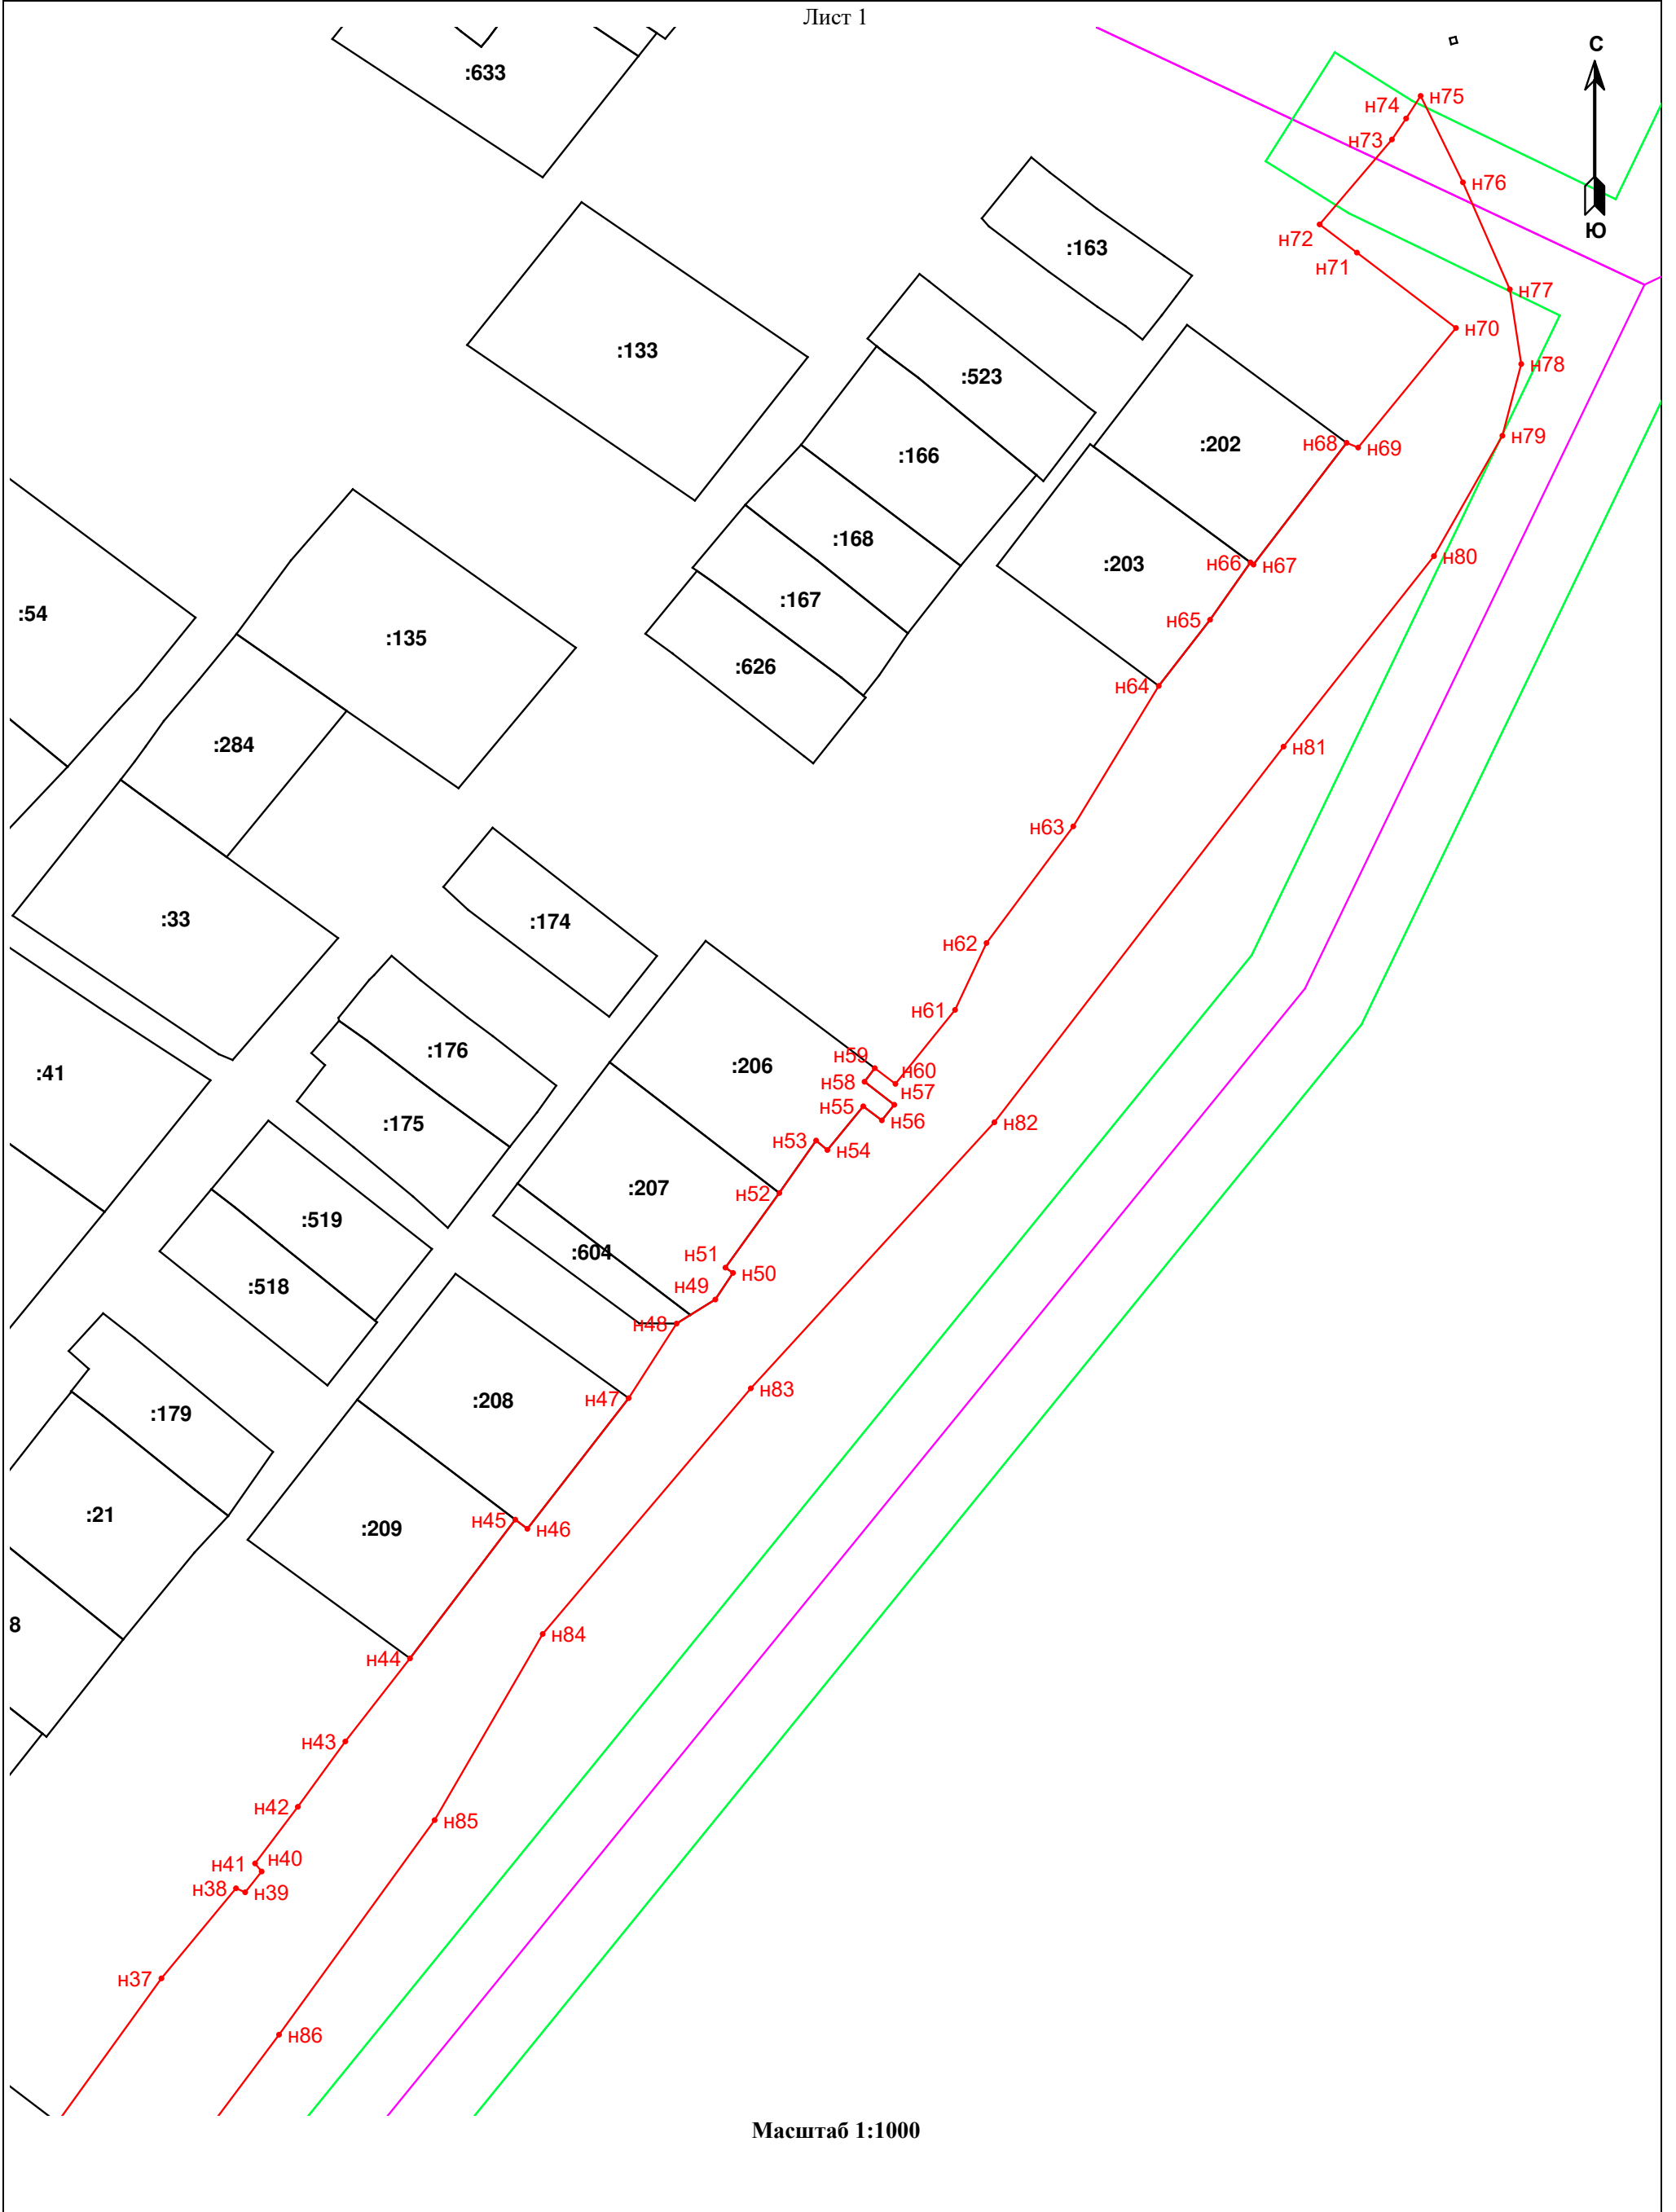 Лист 1
С
:633
н75
н74
н73
н76
Ю
н72
:163
н71
н77
н70
:133
н78
:523
н79
:202
н68
н69
:166
:168
н80
н66
н67
:203
:167
:54
н65
:135
:626
н64
:284
н81
н63
:33
:174
н62
н61
:176
н59
:206
н60
:41
н58
н57
н55
н56
:175
н82
н53
н54
:207
н52
:519
:604
н51
н50
:518
н49
н48
н83
:208
н47
:179
:21
н45
:209
н46
8
н84
н44
н43
н42
н85
н40
н41
н38
н39
н37
н86
Масштаб 1:1000